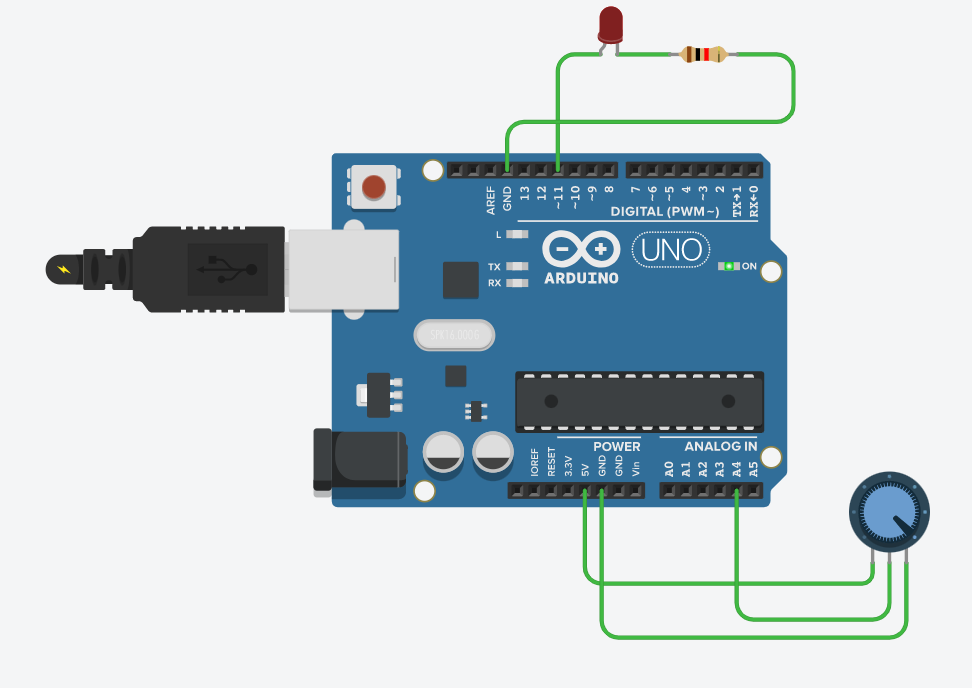 AREF
GND
13
12
~11
~10
~9
8
7
~6
~5
4
~3
2
TX→1
RX←0
DIGITAL (PWM~)
L
TX
RX
ARDUINO
UNO
ON
POWER
ANALOG IN
IOREF
RESET
3.3V
5V
GND
GND
Vin
A0
A1
A2
A3
A4
A5